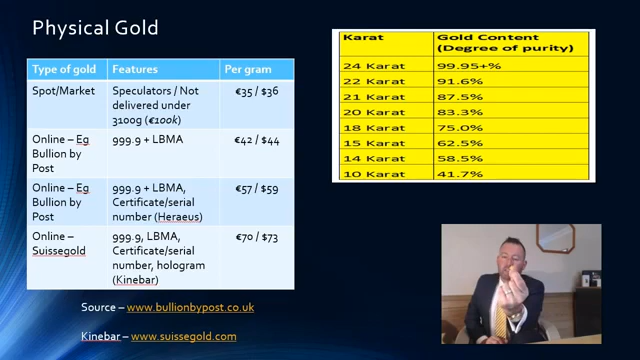 Physical Gold
Type of gold Features Per gram
Spot/Market Speculators / Not €35 / $36
delivered under
3100g (€100k)
Online – Eg 999.9 + LBMA €42 / $44
Bullion by
Post
Online – Eg 999.9 + LBMA, €57 / $59
Bullion by Certificate/serial
Post number (Heraeus)
Online – 999.9, LBMA, €70 / $73
Suissegold Certificate/serial
number, hologram
(Kinebar)
Source – www.bullionbypost.co.uk
Kinebar – www.suissegold.com
Karat Gold Content
(Degree of purity)
24 Karat 99.95+%
22 Karat 91.6%
21 Karat 87.5%
20 Karat 83.3%
18 Karat 75.0%
15 Karat 62.5%
14 Karat 58.5%
10 Karat 41.7%